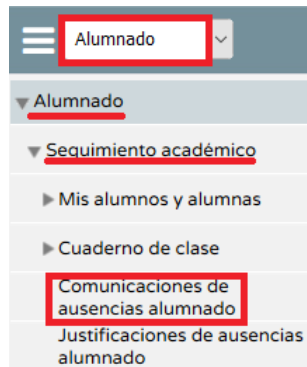 Alumnado
Alumnado
Seguimiento académico
Mis alumnos y alumnas
Cuaderno de clase
Comunicaciones de
ausencias alumnado
Justificaciones de ausencias
alumnado